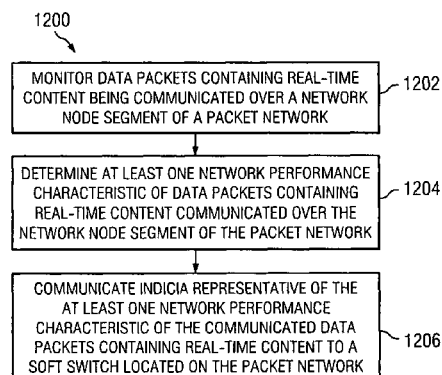 1200
MONITOR DATA PACKETS CONTAINING REAL-TIME
CONTENT BEING COMMUNICATED OVER A NETWORK
NODE SEGMENT OF A PACKET NETWORK
1202
DETERMINE AT LEAST ONE NETWORK PERFORMANCE
CHARACTERISTIC OF DATA PACKETS CONTAINING
REAL-TIME CONTENT COMMUNICATED OVER THE
NETWORK NODE SEGMENT OF THE PACKET NETWORK
1204
COMMUNICATE INDICIA REPRESENTATIVE OF THE
AT LEAST ONE NETWORK PERFORMANCE
CHARACTERISTIC OF THE COMMUNICATED DATA
PACKETS CONTAINING REAL-TIME CONTENT TO A
SOFT SWITCH LOCATED ON THE PACKET NETWORK
1206